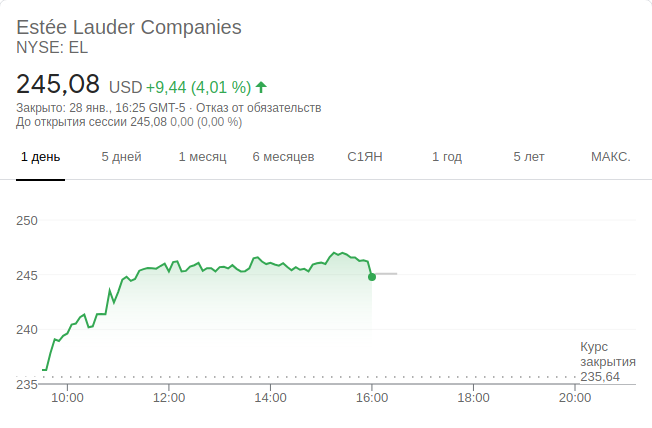 Estée Lauder Companies
NYSE: EL
245,08 USD +9,44 (4,01 %)
Закрыто: 28 янв., 16:25 GMT-5 · Отказ от обязательств
До открытия сессии 245,08 0,00 (0,00 %)
1 день 5 дней 1 месяц 6 месяцев С1ЯН 1 год 5 лет МАКС.
250
245
240
Курс
закрытия
235,64
235
10:00 12:00 14:00 16:00 18:00 20:00